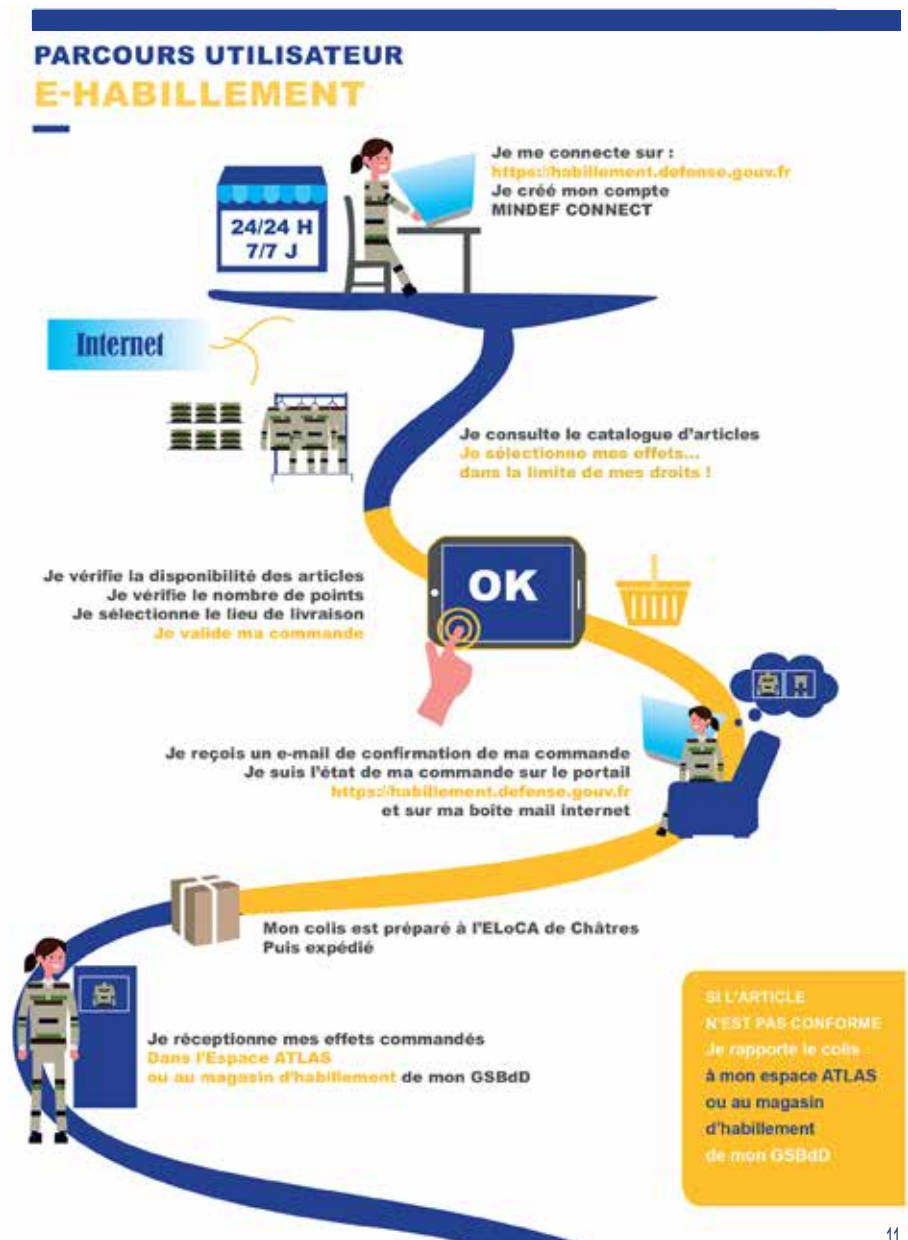 PARCOURS UTILISATEUR
E-HABILLEMENT
Je me connecte sur :
https://habillement.defense.gouv.fr
Je créé mon compte
MINDEF CONNECT
24/24 H
7/7 J
Internet
Je consulte le catalogue d'articles
Je sélectionne mes effets...
dans la limite de mes droits !
Je vérifie la disponibilité des articles
Je vérifie le nombre de points
Je sélectionne le lieu de livraison
Je valide ma commande
OK
Je reçois un e-mail de confirmation de ma commande
Je suis l'état de ma commande sur le portail
https://habillement.defense.gouv.fr
et sur ma boîte mail internet
Mon colis est préparé à l'ELoCA de Châtres
Puis expédié
Je réceptionne mes effets commandés
Dans l'Espace ATLAS
ou au magasin d'habillement de mon GSBdD
SI L'ARTICLE
N'EST PAS CONFORME
Je rapporte le colis
à mon espace ATLAS
ou au magasin
d'habillement
de mon GSBdD
11